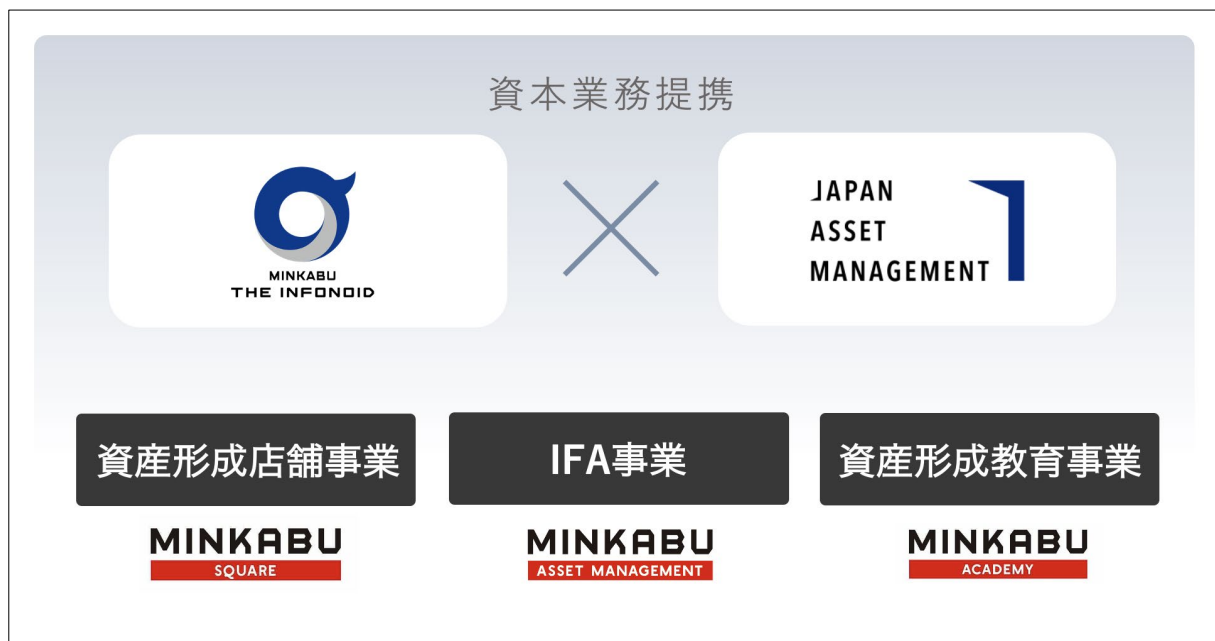 資本業務提携
MINKABU
THE INFONOID
JAPAN
ASSET
MANAGEMENT
資産形成店舗事業
IFA事業
資産形成教育事業
MINKABU
SQUARE
MINKABU
ASSET MANAGEMENT
MINKABU
ACADEMY